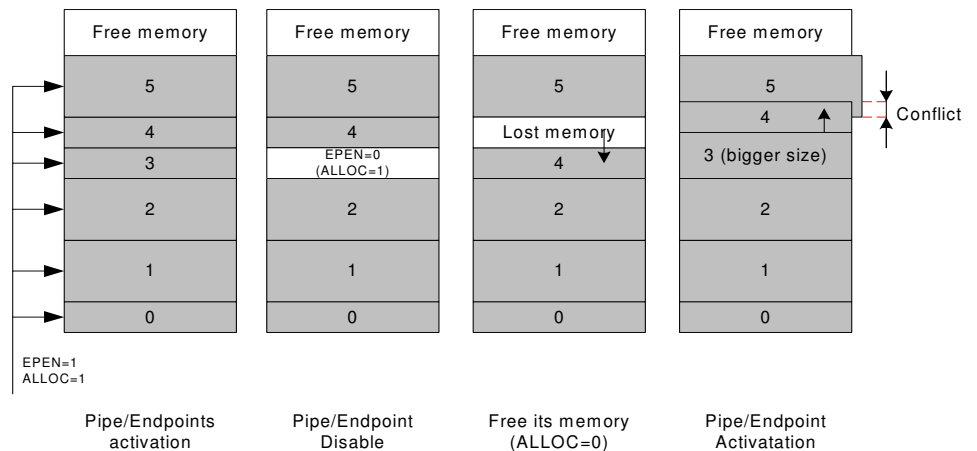 Free memory
5
4
3
2
1
0
EPEN=1
ALLOC=1
Pipe/Endpoints
activation
Free memory
5
4
EPEN=0
(ALLOC=1)
2
1
0
Pipe/Endpoint
Disable
Free memory
5
Lost memory
4
2
1
0
Free its memory
(ALLOC=0)
Free memory
5
4
Conflict
3 (bigger size)
2
1
0
Pipe/Endpoint
Activatation